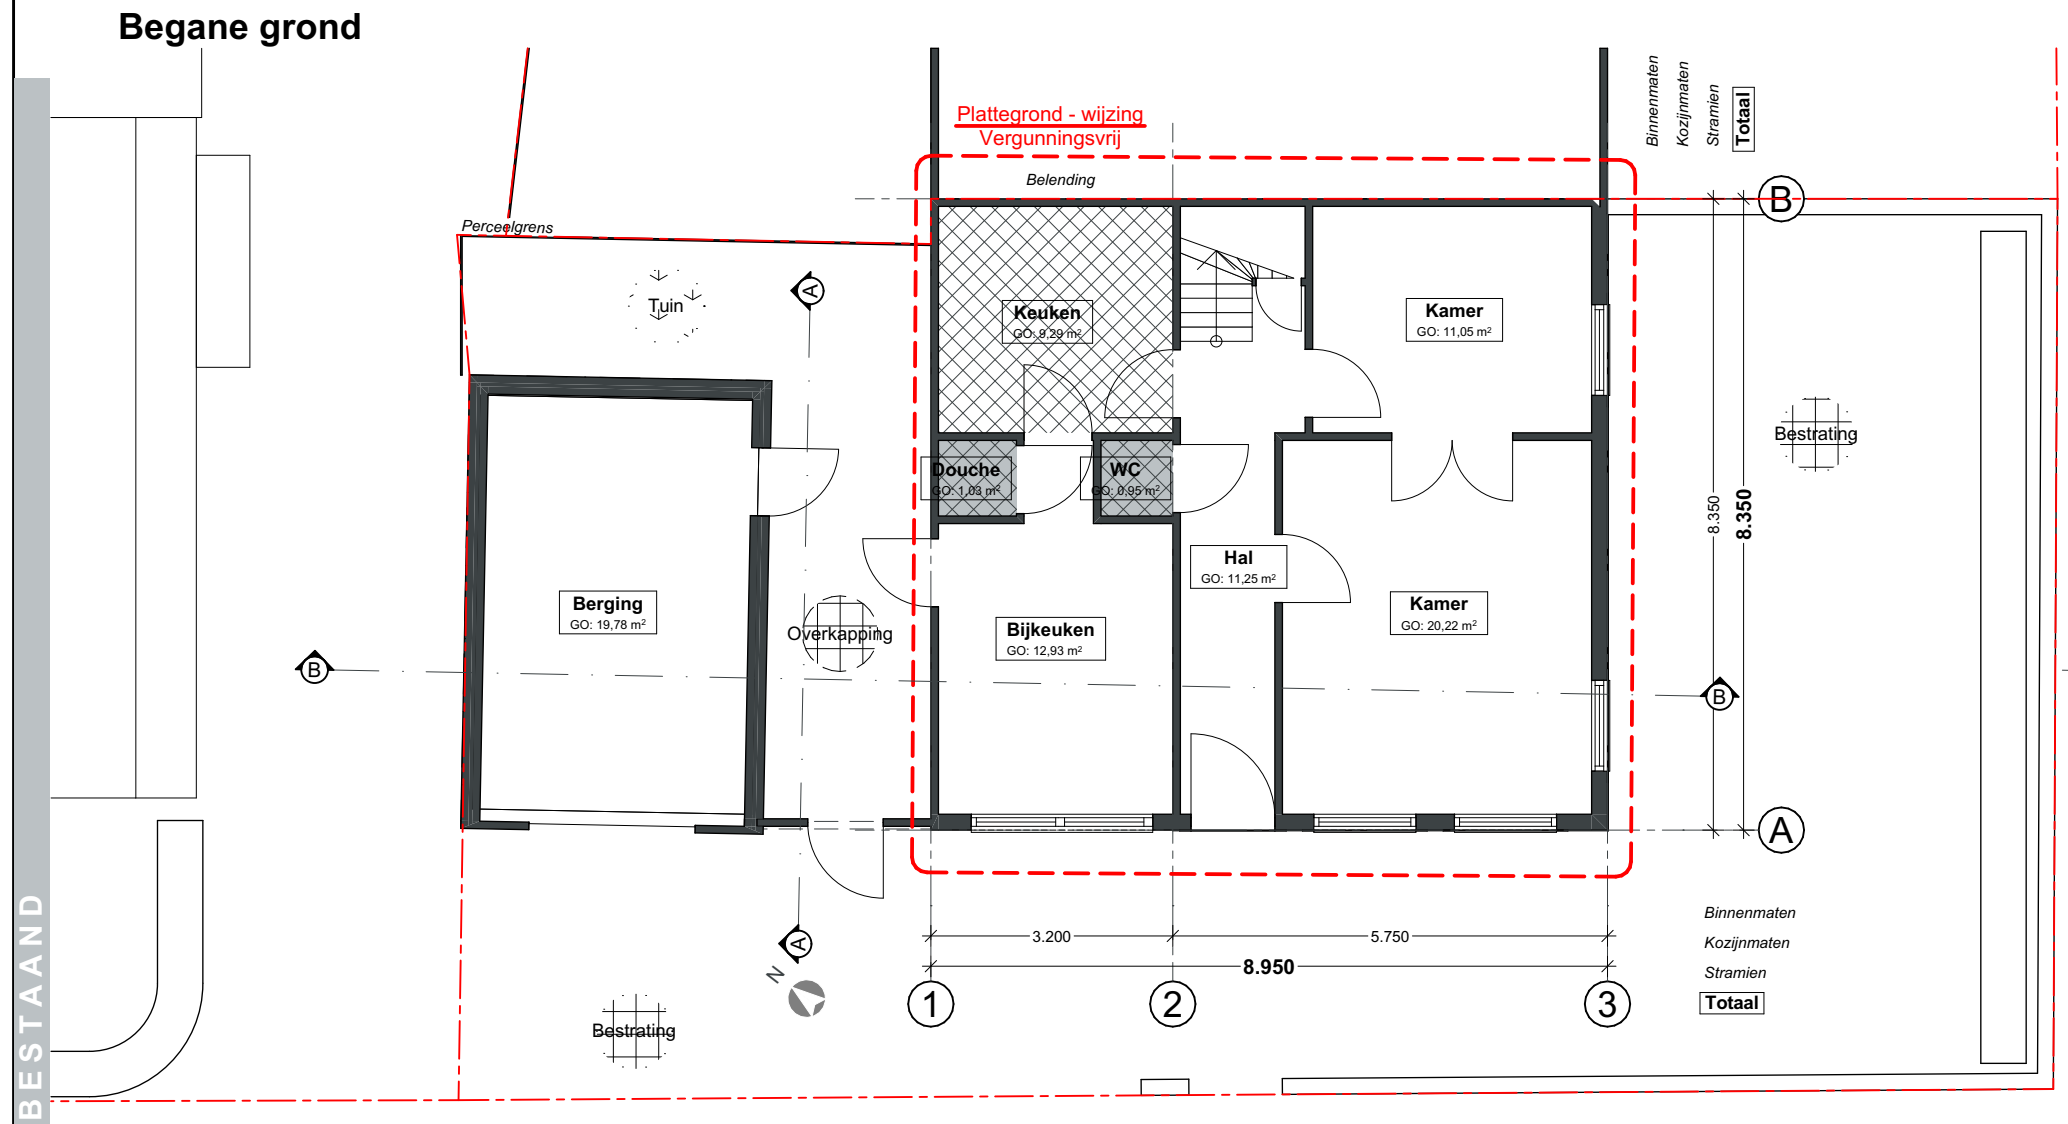 Begane grond
Plattegrond - wijzing
Vergunningsvrij
Binnenmaten
Kozijnmaten
Stramien
Totaal
Belending
B
Perceelgrens
Tuin
A
Keuken
GO: 9,29 m²
Kamer
GO: 11,05 m²
Bestrating
Douche
GO: 1,03 m²
WC
GO: 0,95 m²
8.350
8.350
Hal
GO: 11,25 m²
Berging
GO: 19,78 m²
Overkapping
Bijkeuken
GO: 12,93 m²
Kamer
GO: 20,22 m²
B
B
A
BESTAAND
Binnenmaten
Kozijnmaten
Stramien
Totaal
3.200
5.750
8.950
A
N
1
2
3
Bestrating